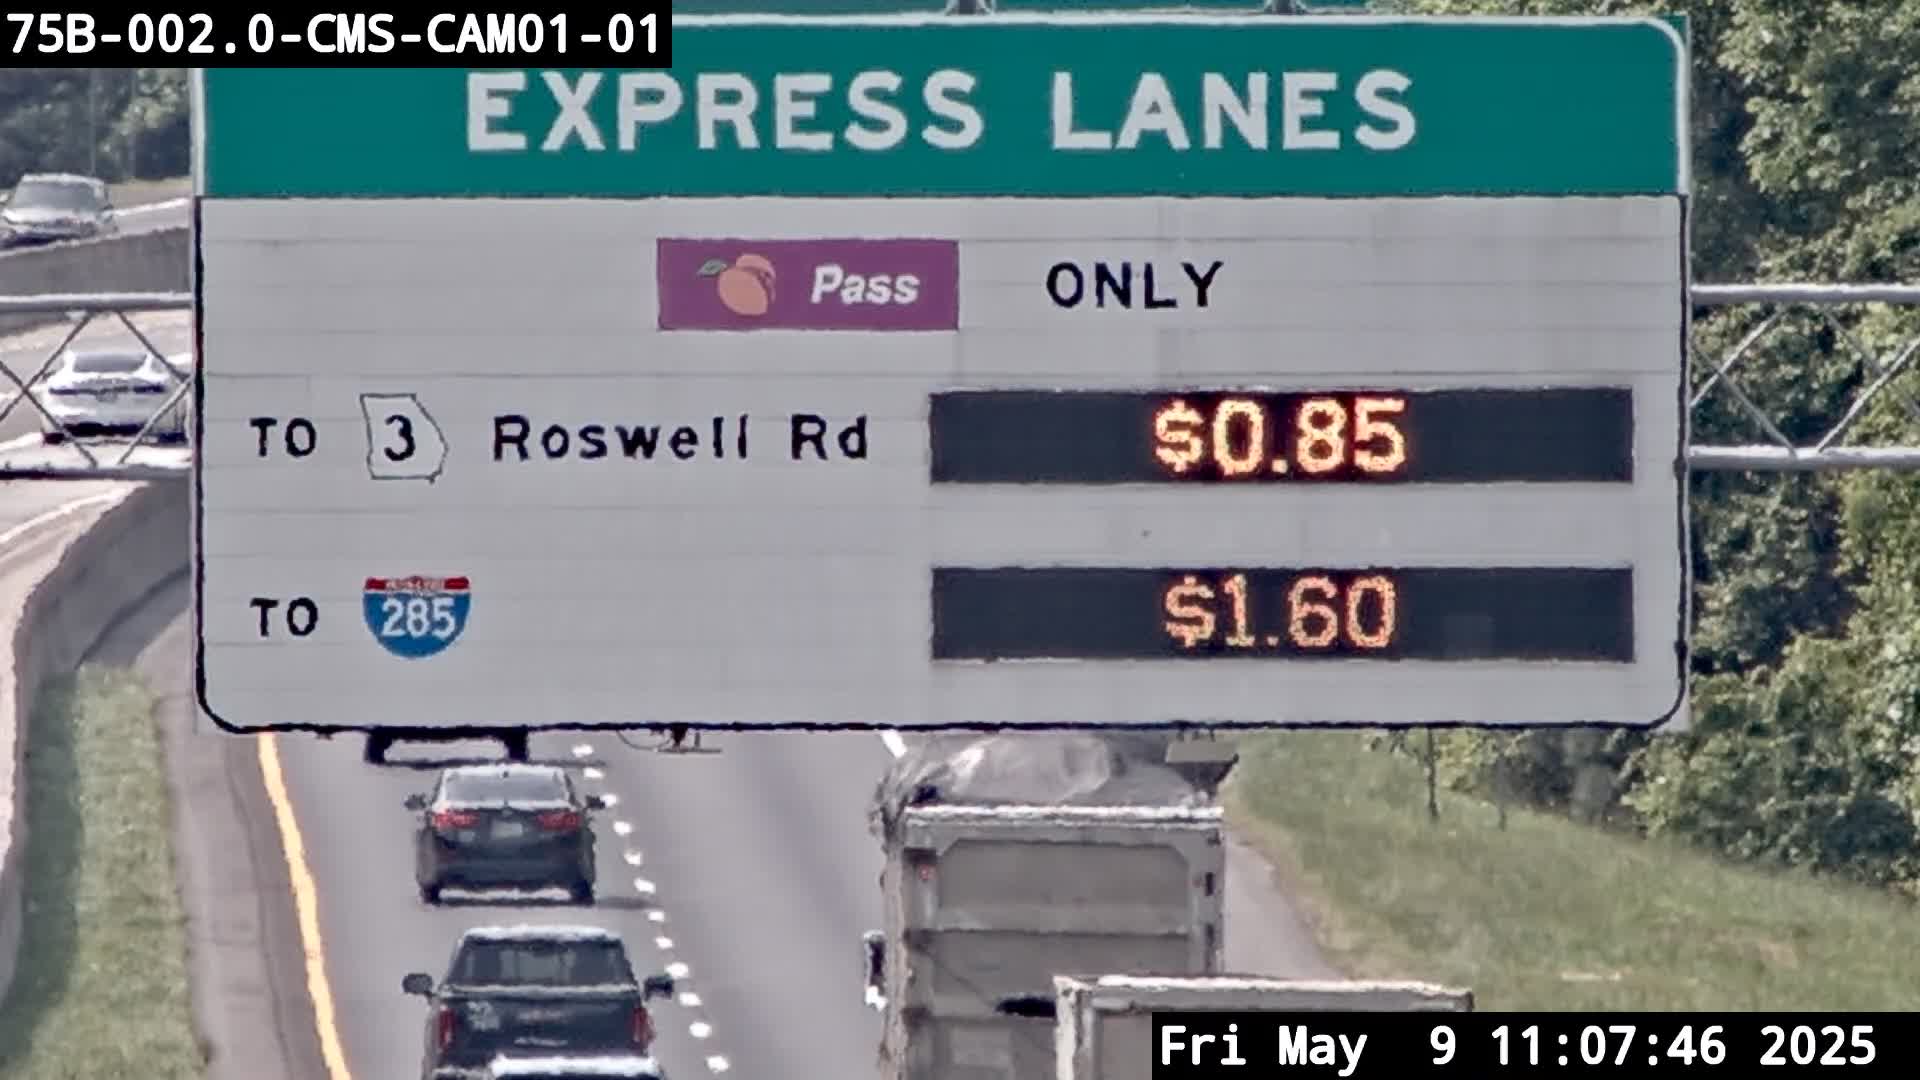 75B-002.0-CMS-CAM01-01
EXPRESS LANES
Pass ONLY
TO 3 Roswell Rd $0.85
TO 285 $1.60
Fri May 9 11:07:46 2025